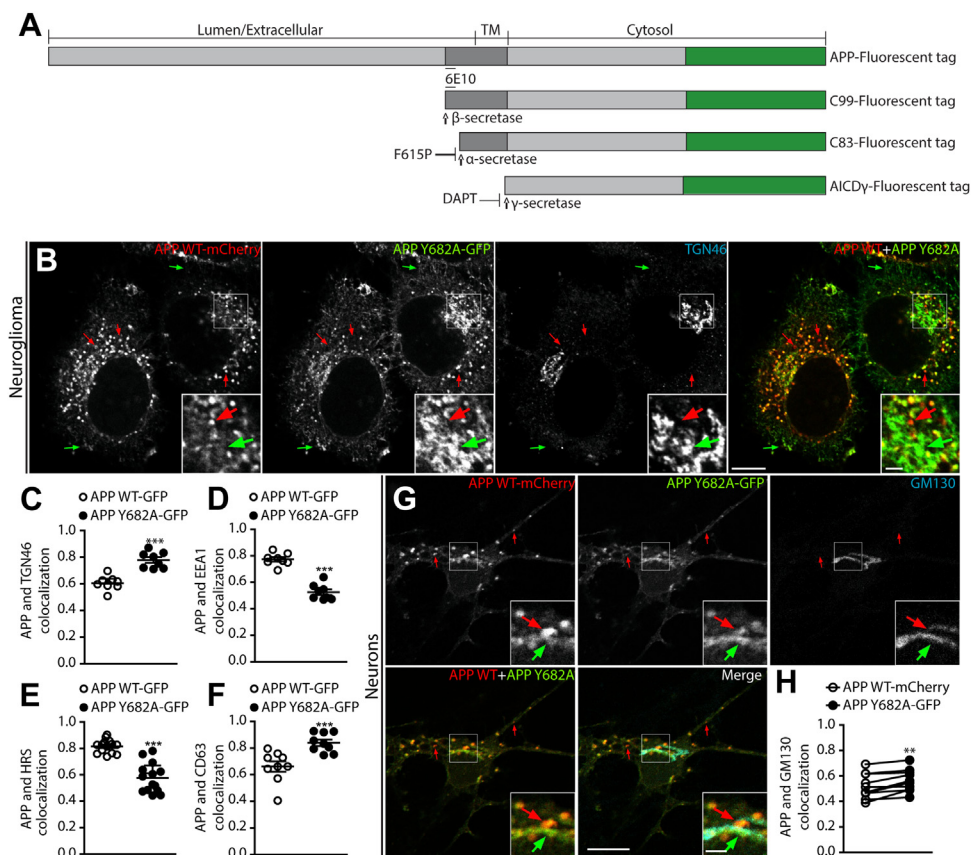 A
Lumen/Extracellular TM Cytosol
APP-Fluorescent tag
6E10
C99-Fluorescent tag
β-secretase
C83-Fluorescent tag
F615P
α-secretase
AICDγ-Fluorescent tag
DAPT
γ-secretase
B
Neuroglioma
APP WT-mCherry
APP Y682A-GFP
TGN46
APP WT+APP Y682A
C
APP WT-GFP
APP Y682A-GFP
APP and TGN46
colocalization
1.0
0.8
0.6
0.4
0.2
0.0
***
D
APP WT-GFP
APP Y682A-GFP
APP and EEA1
colocalization
1.0
0.8
0.6
0.4
0.2
0.0
***
E
APP WT-GFP
APP Y682A-GFP
APP and HRS
colocalization
1.0
0.8
0.6
0.4
0.2
0.0
***
F
APP WT-GFP
APP Y682A-GFP
APP and CD63
colocalization
1.0
0.8
0.6
0.4
0.2
0.0
***
G
Neurons
APP WT-mCherry
APP Y682A-GFP
GM130
APP WT+APP Y682A
Merge
H
APP WT-mCherry
APP Y682A-GFP
APP and GM130
colocalization
1.0
0.8
0.6
0.4
0.2
0.0
**